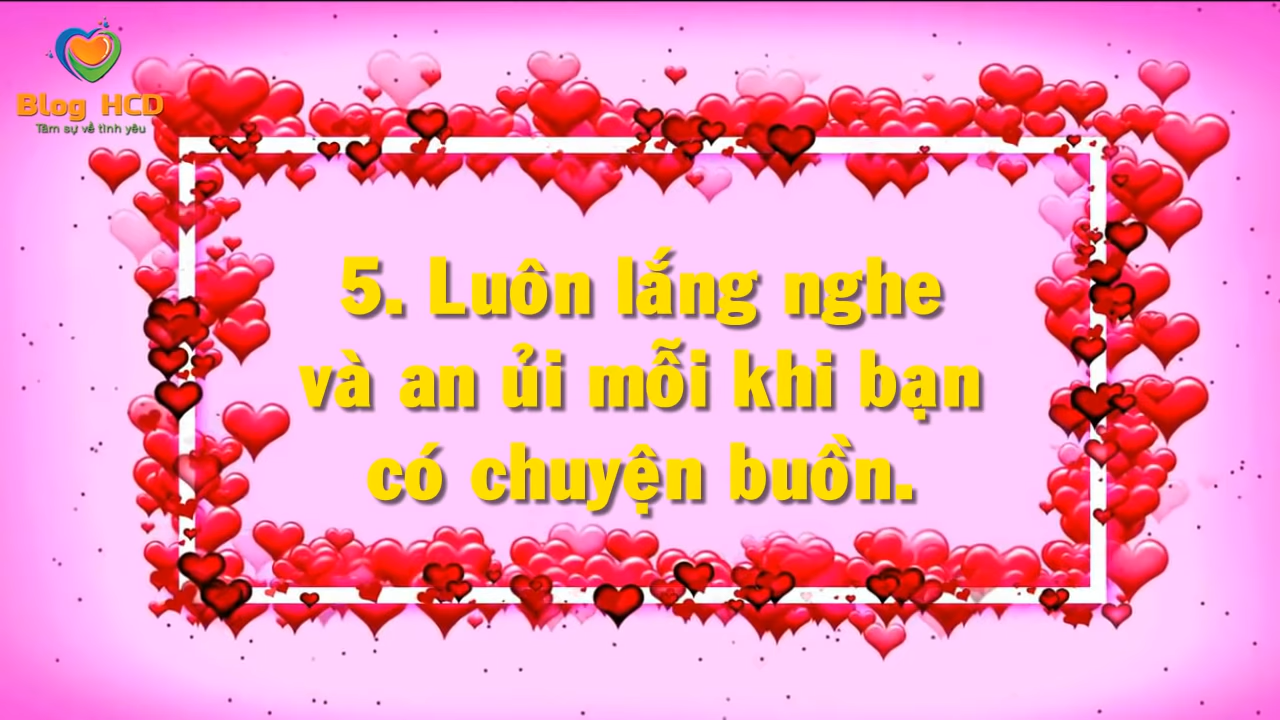 Blog HCD
Tâm sự về tình yêu
5. Luôn lắng nghe
và an ủi mỗi khi bạn
có chuyện buồn.